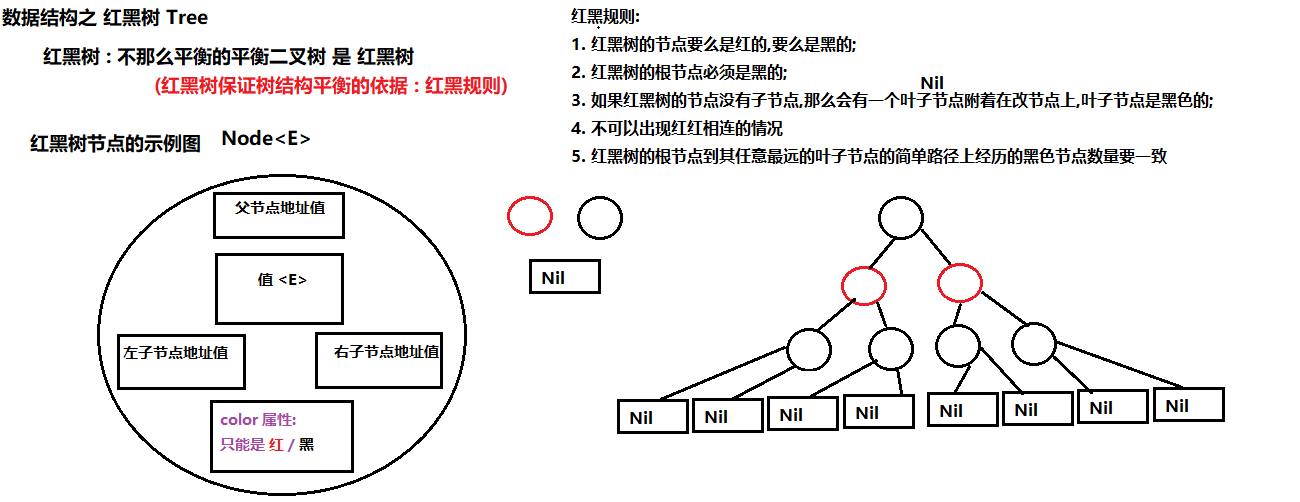 数据结构之 红黑树 Tree
红黑树 : 不那么平衡的平衡二叉树 是 红黑树
(红黑树保证树结构平衡的依据 : 红黑规则)
红黑树节点的示例图 Node<E>
父节点地址值
值 <E>
左子节点地址值
右子节点地址值
color 属性:
只能是 红 / 黑
红黑规则:
1. 红黑树的节点要么是红的,要么是黑的;
2. 红黑树的根节点必须是黑的;
Nil
3. 如果红黑树的节点没有子节点,那么会有一个叶子节点附着在改节点上,叶子节点是黑色的;
4. 不可以出现红红相连的情况
5. 红黑树的根节点到其任意最远的叶子节点的简单路径上经历的黑色节点数量要一致
Nil
Nil
Nil
Nil
Nil
Nil
Nil
Nil
Nil